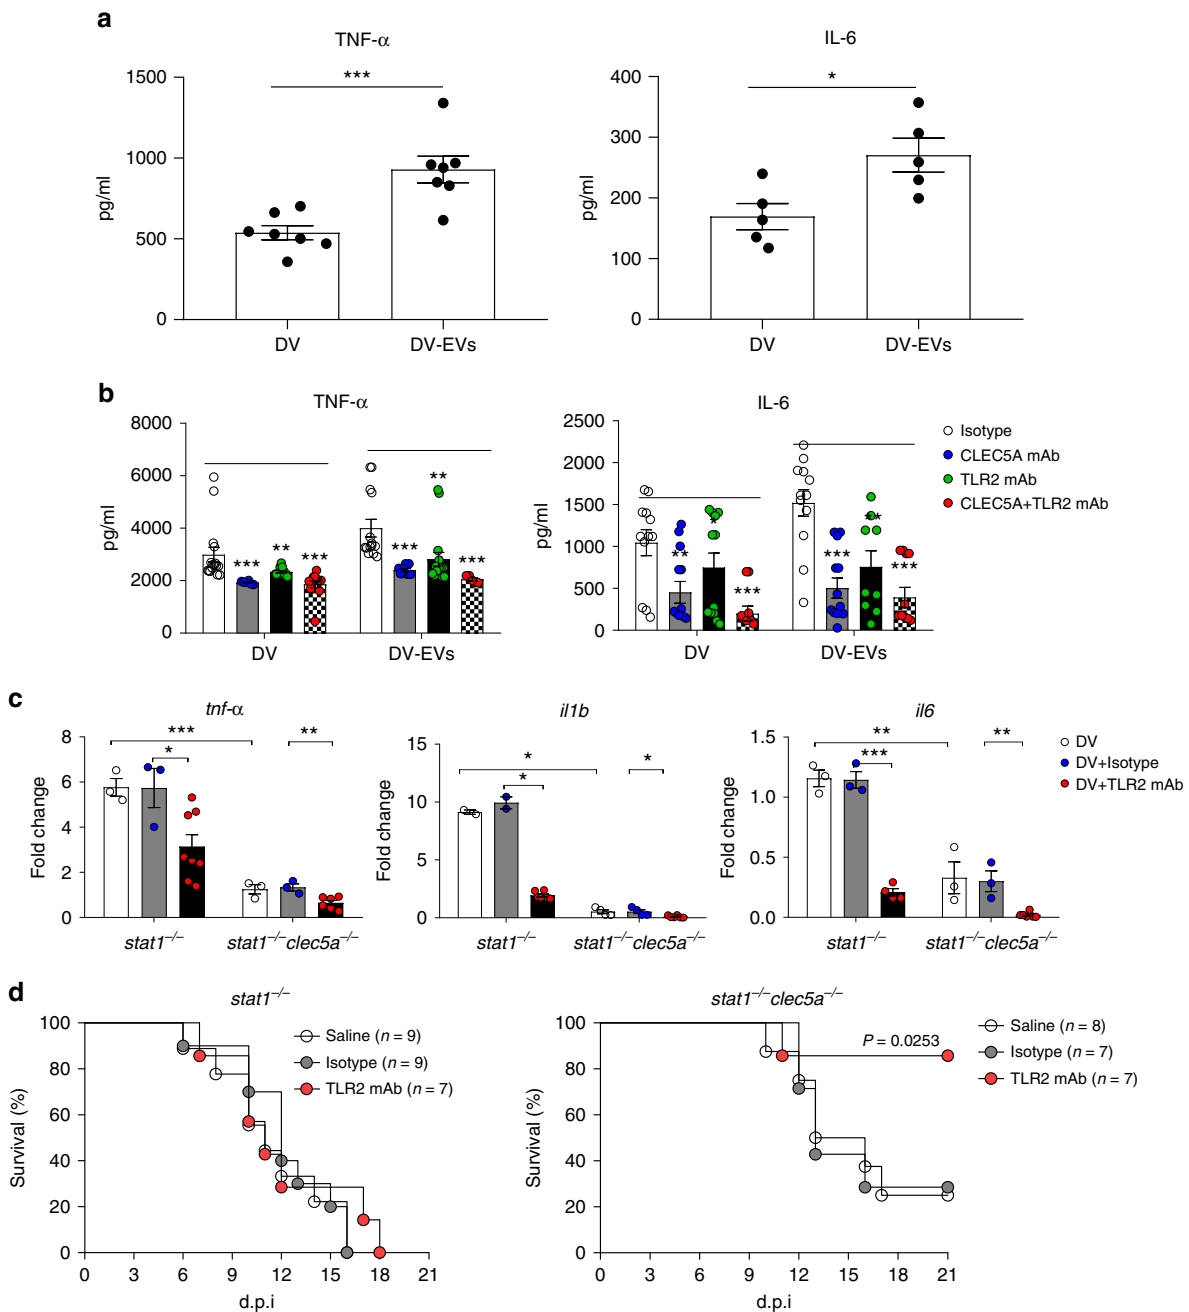 a
TNF-α
IL-6
***
*
1500
1000
500
0
pg/ml
DV
DV-EVs
400
300
200
100
0
pg/ml
DV
DV-EVs
b
TNF-α
IL-6
8000
6000
4000
2000
0
pg/ml
***
**
***
***
**
***
DV
DV-EVs
2500
2000
1500
1000
500
0
pg/ml
**
*
***
***
**
***
DV
DV-EVs
Isotype
CLEC5A mAb
TLR2 mAb
CLEC5A+TLR2 mAb
c
tnf-α
il1b
il6
8
6
4
2
0
Fold change
***
*
**
stat1⁻/⁻
stat1⁻/⁻clec5a⁻/⁻
15
10
5
0
Fold change
*
*
*
stat1⁻/⁻
stat1⁻/⁻clec5a⁻/⁻
1.5
1.0
0.5
0.0
Fold change
**
***
**
stat1⁻/⁻
stat1⁻/⁻clec5a⁻/⁻
DV
DV+Isotype
DV+TLR2 mAb
d
stat1⁻/⁻
stat1⁻/⁻clec5a⁻/⁻
100
80
60
40
20
0
Survival (%)
Saline (n = 9)
Isotype (n = 9)
TLR2 mAb (n = 7)
0 3 6 9 12 15 18 21
d.p.i
100
80
60
40
20
0
Survival (%)
P = 0.0253
Saline (n = 8)
Isotype (n = 7)
TLR2 mAb (n = 7)
0 3 6 9 12 15 18 21
d.p.i